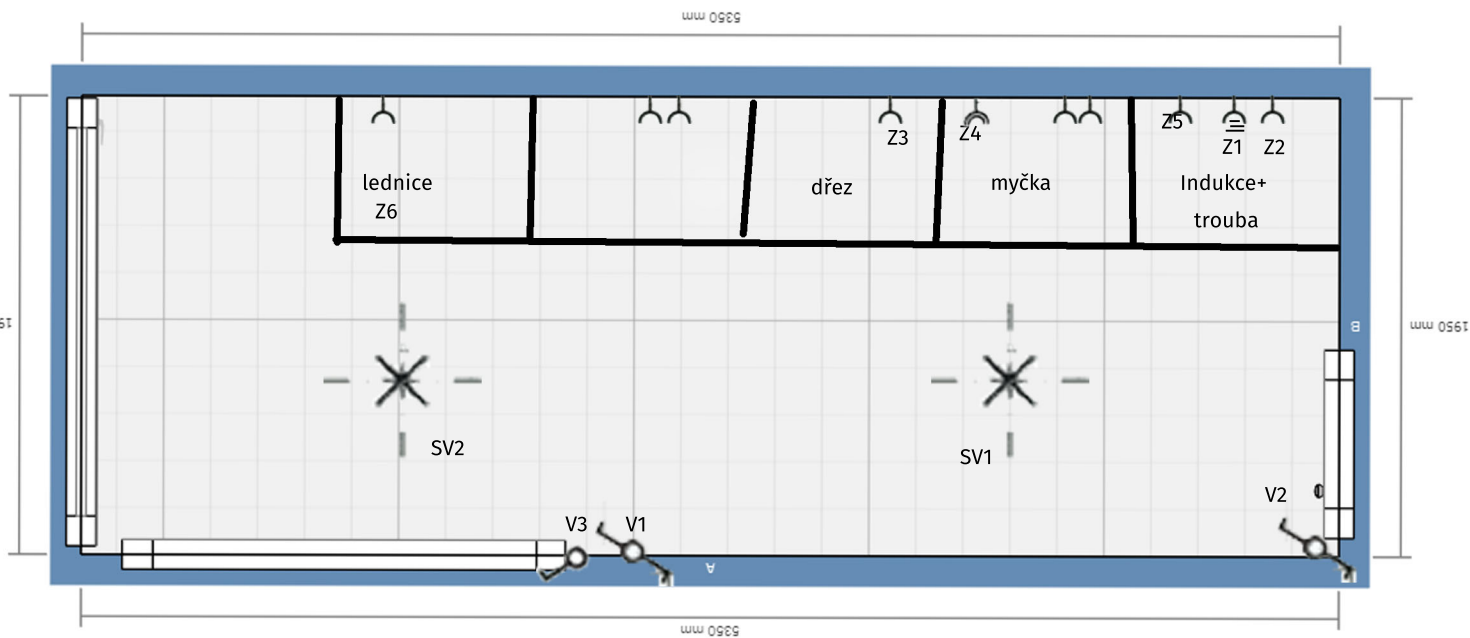 5350 mm
Z3
Z4
Z5
Z1
Z2
lednice
Z6
dřez
myčka
Indukce+
trouba
B
1950 mm
SV2
SV1
V3
V1
V2
A
5350 mm